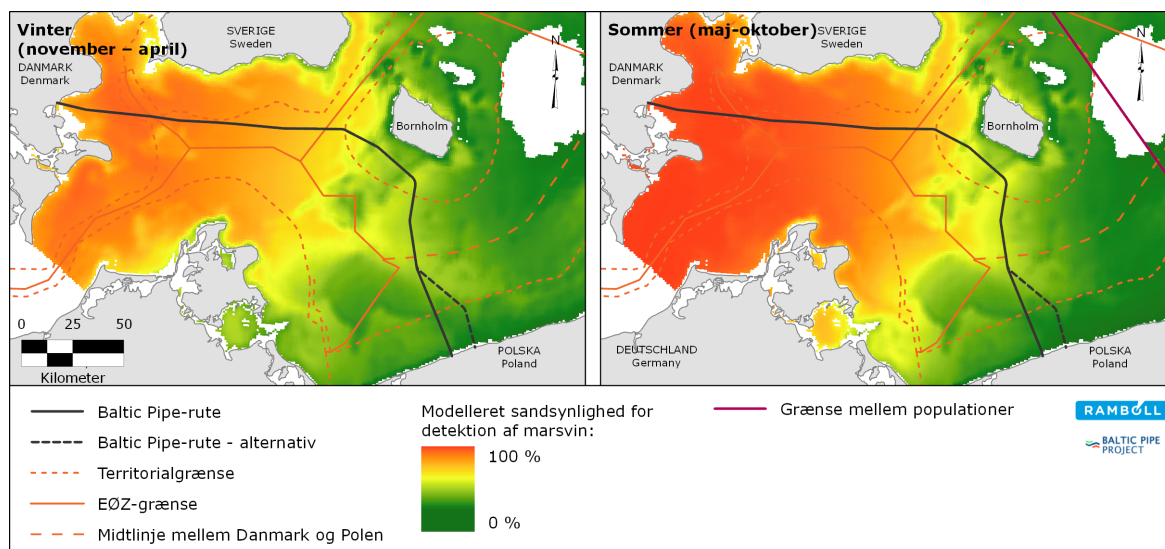 Vinter
(november – april)
SVERIGE
Sweden
DANMARK
Denmark
N
Bornholm
0 25 50
Kilometer
POLSKA
Poland
Sommer (maj-oktober)
SVERIGE
Sweden
DANMARK
Denmark
N
Bornholm
DEUTSCHLAND
Germany
POLSKA
Poland
Baltic Pipe-rute
Baltic Pipe-rute - alternativ
Territorialgrænse
EØZ-grænse
Midtlinje mellem Danmark og Polen
Modelleret sandsynlighed for
detektion af marsvin:
100 %
0 %
Grænse mellem populationer
RAMBOLL
BALTIC PIPE
PROJECT